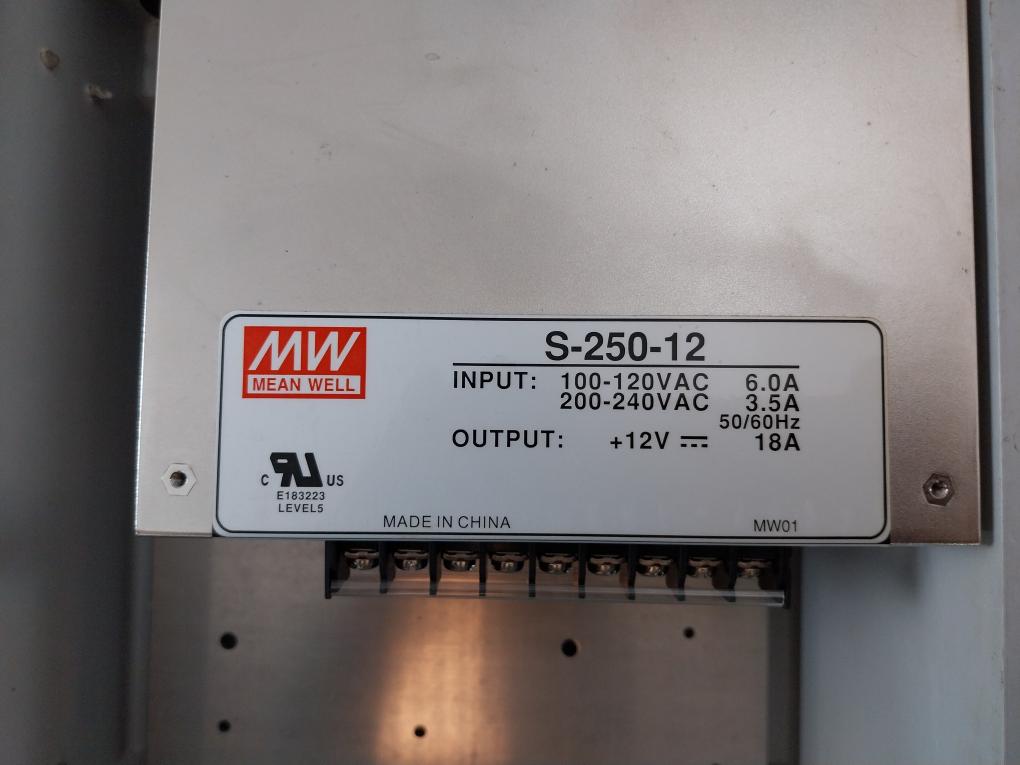 MW
MEAN WELL
S-250-12
INPUT: 100-120VAC 6.0A
200-240VAC 3.5A
50/60Hz
OUTPUT: +12V ⎓ 18A
C RU US
E183223
LEVEL5
MADE IN CHINA
MW01